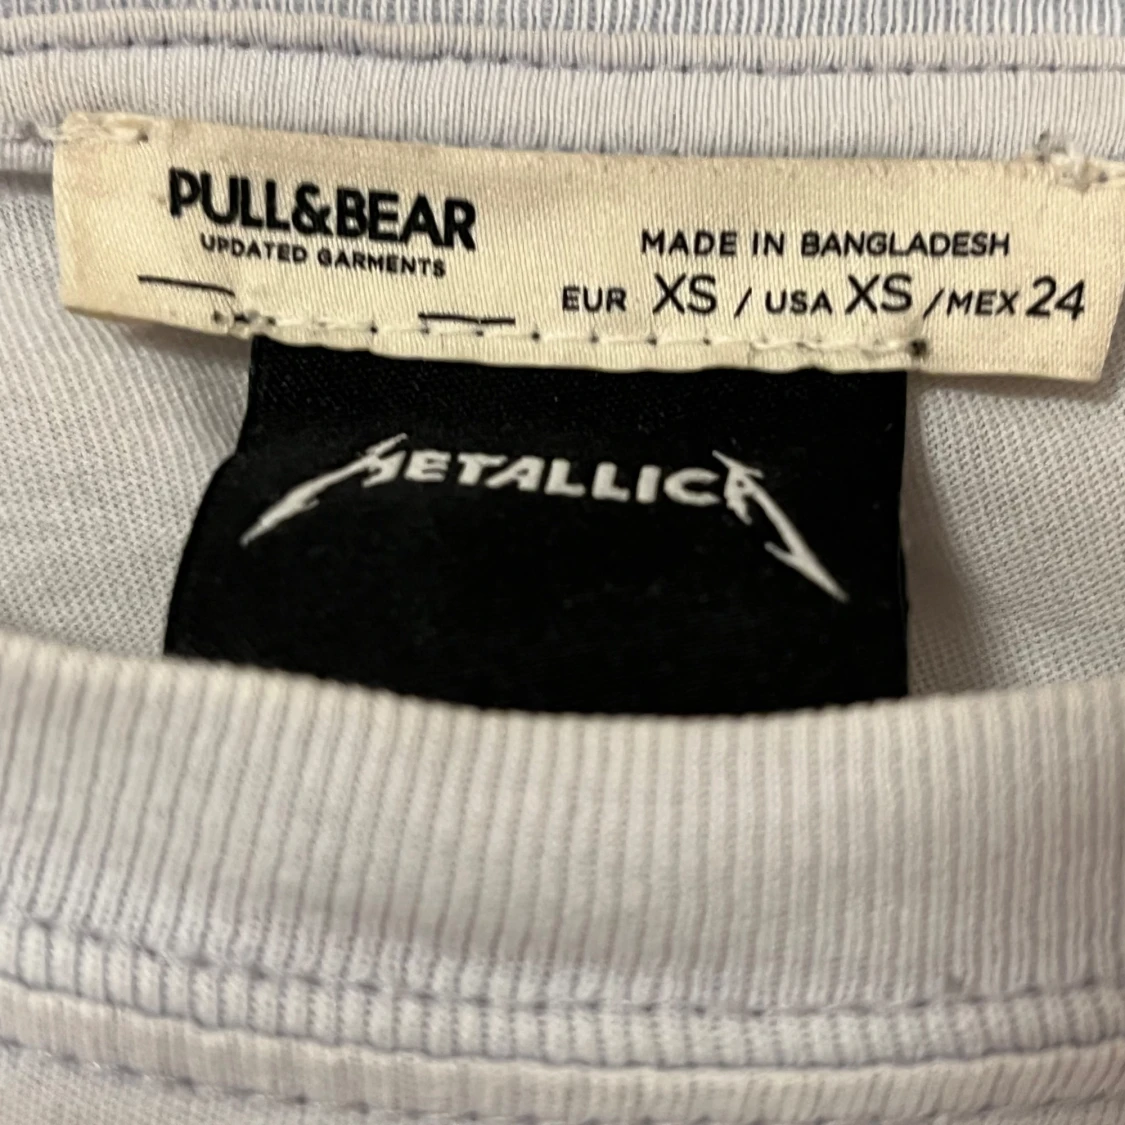 PULL&BEAR
UPDATED GARMENTS
MADE IN BANGLADESH
EUR XS / USA XS / MEX 24
METALLICA